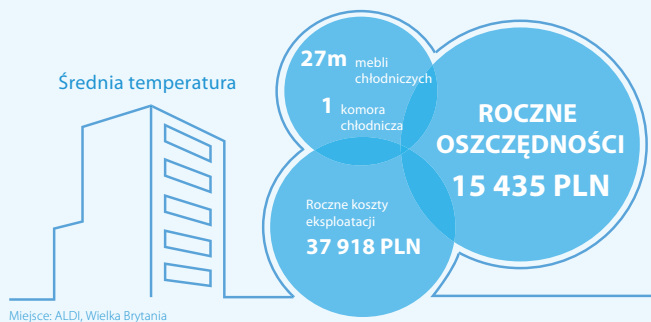 Średnia temperatura
27m mebli
chłodniczych
1 komora
chłodnicza
ROCZNE
OSZCZĘDNOŚCI
15 435 PLN
Roczne koszty
eksploatacji
37 918 PLN
Miejsce: ALDI, Wielka Brytania